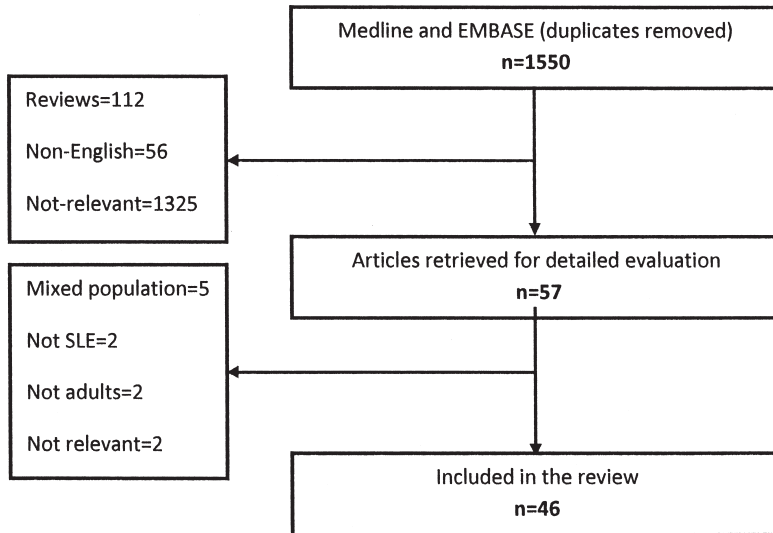 Medline and EMBASE (duplicates removed)
n=1550
Reviews=112
Non-English=56
Not-relevant=1325
Articles retrieved for detailed evaluation
n=57
Mixed population=5
Not SLE=2
Not adults=2
Not relevant=2
Included in the review
n=46